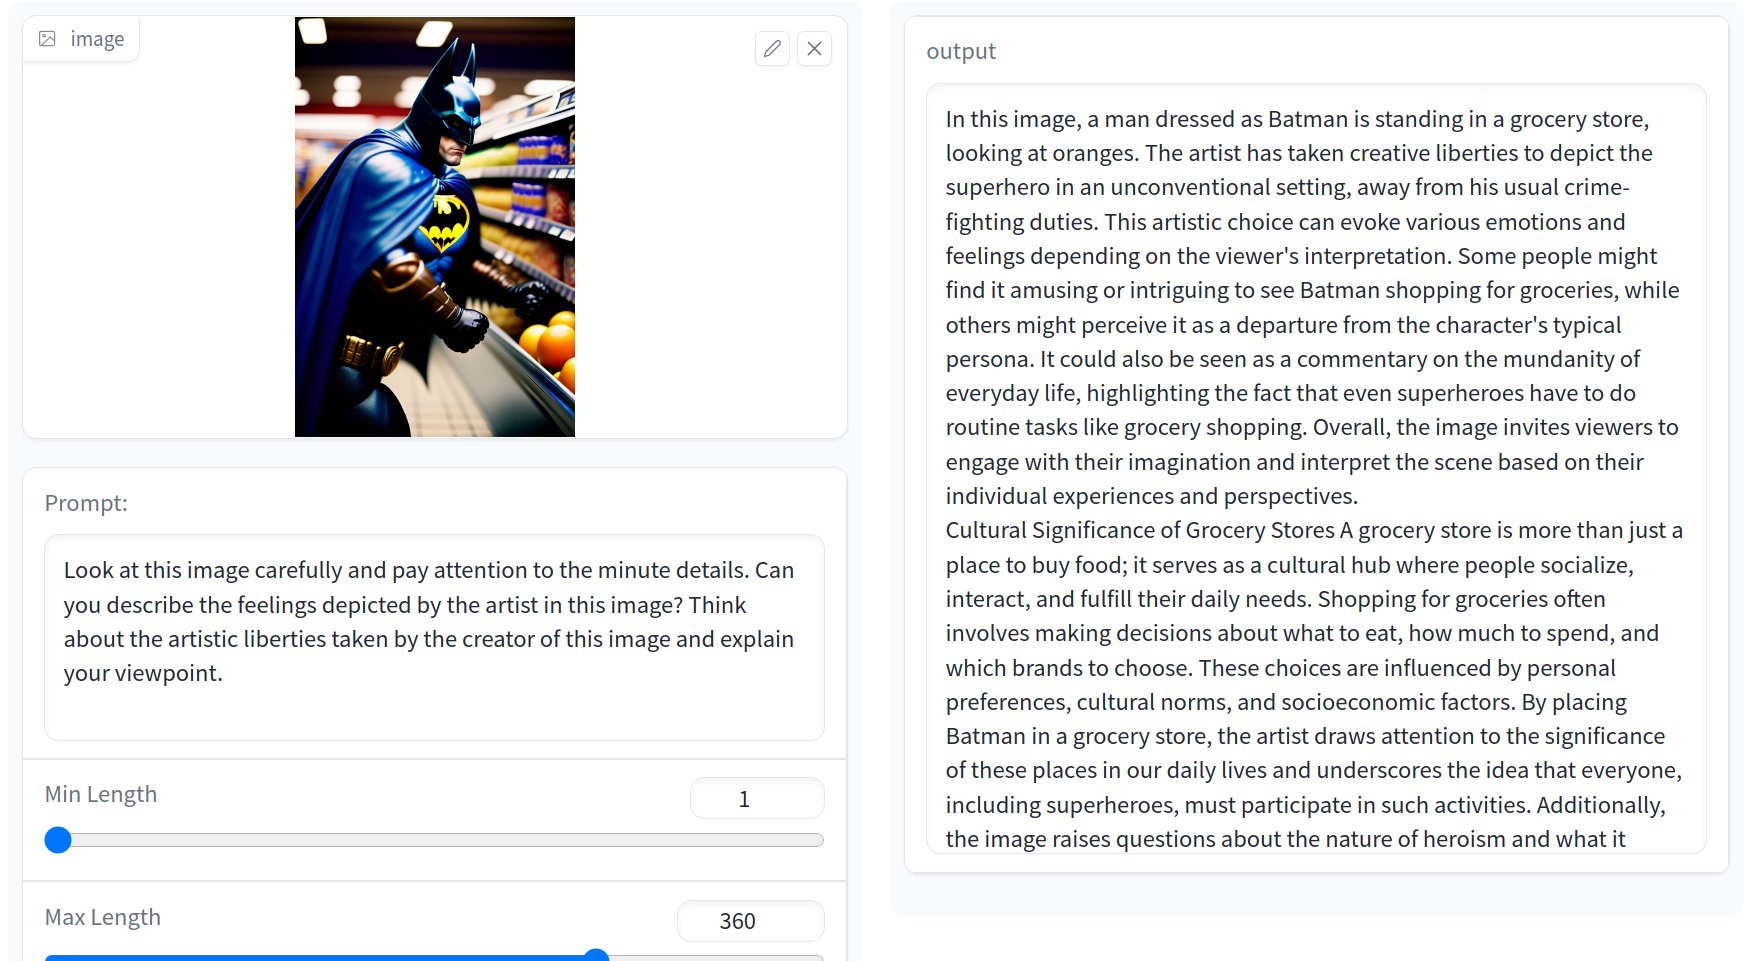 image
Prompt:
Look at this image carefully and pay attention to the minute details. Can
you describe the feelings depicted by the artist in this image? Think
about the artistic liberties taken by the creator of this image and explain
your viewpoint.
Min Length
1
Max Length
360
output
In this image, a man dressed as Batman is standing in a grocery store,
looking at oranges. The artist has taken creative liberties to depict the
superhero in an unconventional setting, away from his usual crime-
fighting duties. This artistic choice can evoke various emotions and
feelings depending on the viewer's interpretation. Some people might
find it amusing or intriguing to see Batman shopping for groceries, while
others might perceive it as a departure from the character's typical
persona. It could also be seen as a commentary on the mundanity of
everyday life, highlighting the fact that even superheroes have to do
routine tasks like grocery shopping. Overall, the image invites viewers to
engage with their imagination and interpret the scene based on their
individual experiences and perspectives.
Cultural Significance of Grocery Stores A grocery store is more than just a
place to buy food; it serves as a cultural hub where people socialize,
interact, and fulfill their daily needs. Shopping for groceries often
involves making decisions about what to eat, how much to spend, and
which brands to choose. These choices are influenced by personal
preferences, cultural norms, and socioeconomic factors. By placing
Batman in a grocery store, the artist draws attention to the significance
of these places in our daily lives and underscores the idea that everyone,
including superheroes, must participate in such activities. Additionally,
the image raises questions about the nature of heroism and what it